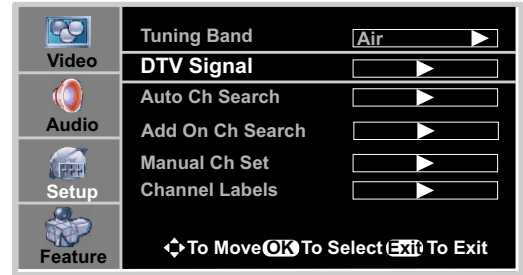 Video
Audio
Setup
Feature
Tuning Band Air
DTV Signal
Auto Ch Search
Add On Ch Search
Manual Ch Set
Channel Labels
To Move OK To Select Exit To Exit